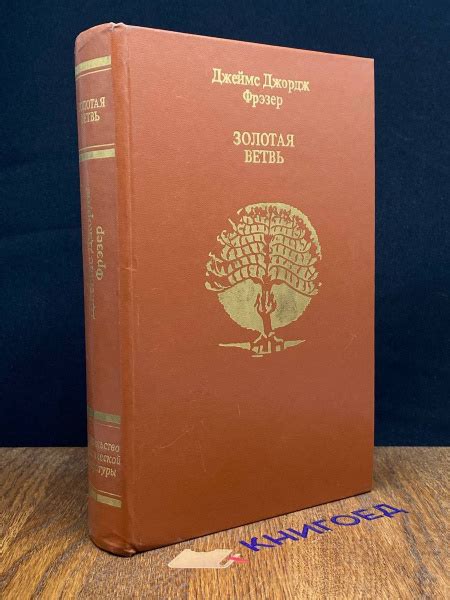 Джеймс Джордж
Фрэзер
ЗОЛОТАЯ
ВЕТВЬ
ЗОЛОТАЯ
ВЕТВЬ
Фрэзер
КНИГОЕД